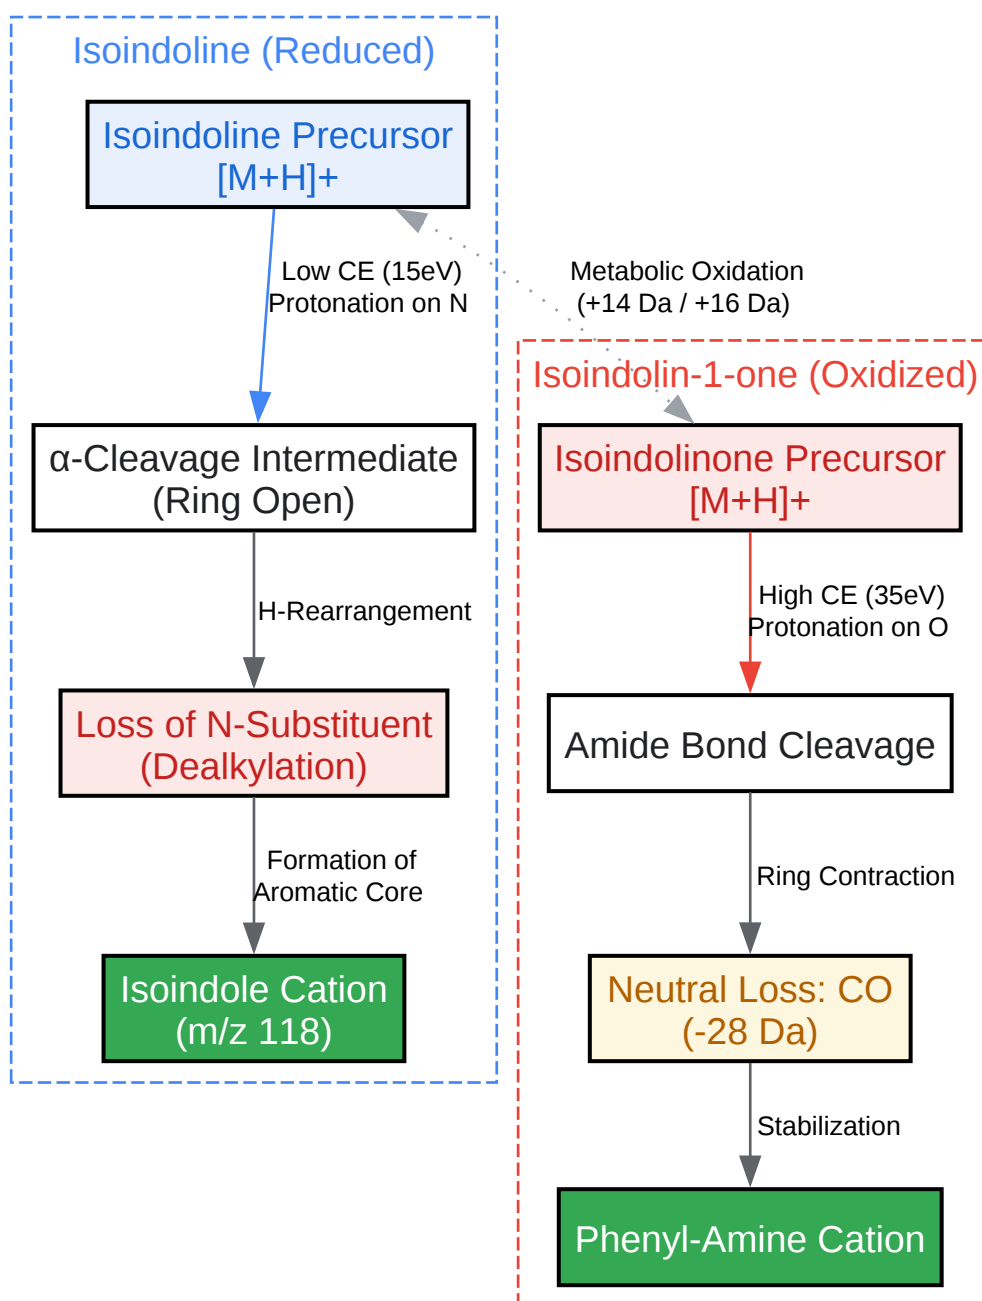 Isoindoline (Reduced)
Isoindoline Precursor
[M+H]+
Low CE (15eV)
Protonation on N
Metabolic Oxidation
(+14 Da / +16 Da)
α-Cleavage Intermediate
(Ring Open)
H-Rearrangement
Loss of N-Substituent
(Dealkylation)
Formation of
Aromatic Core
Isoindole Cation
(m/z 118)
Isoindolin-1-one (Oxidized)
Isoindolinone Precursor
[M+H]+
High CE (35eV)
Protonation on O
Amide Bond Cleavage
Ring Contraction
Neutral Loss: CO
(-28 Da)
Stabilization
Phenyl-Amine Cation